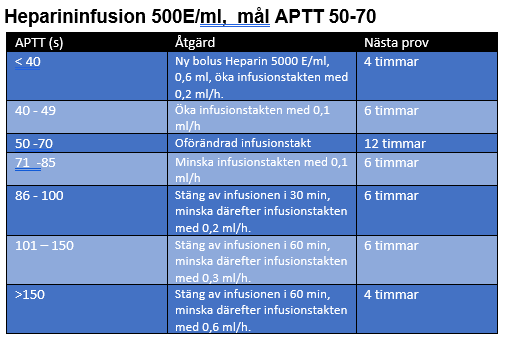 Heparininfusion 500E/ml,  mål APTT 50-70
APTT (s) Åtgärd Nästa prov
< 40 Ny bolus Heparin 5000 E/ml, 4 timmar
0,6 ml, öka infusionstakten med
0,2 ml/h.
40 - 49 Öka infusionstakten med 0,1 6 timmar
ml/h
50 -70 Oförändrad infusionstakt 12 timmar
71  -85 Minska infusionstakten med 0,1 6 timmar
ml/h
86 - 100 Stäng av infusionen i 30 min, 6 timmar
minska därefter infusionstakten
med 0,2 ml/h.
101 – 150 Stäng av infusionen i 60 min, 6 timmar
minska därefter infusionstakten
med 0,3 ml/h.
>150 Stäng av infusionen i 60 min, 4 timmar
minska därefter infusionstakten
med 0,6 ml/h.